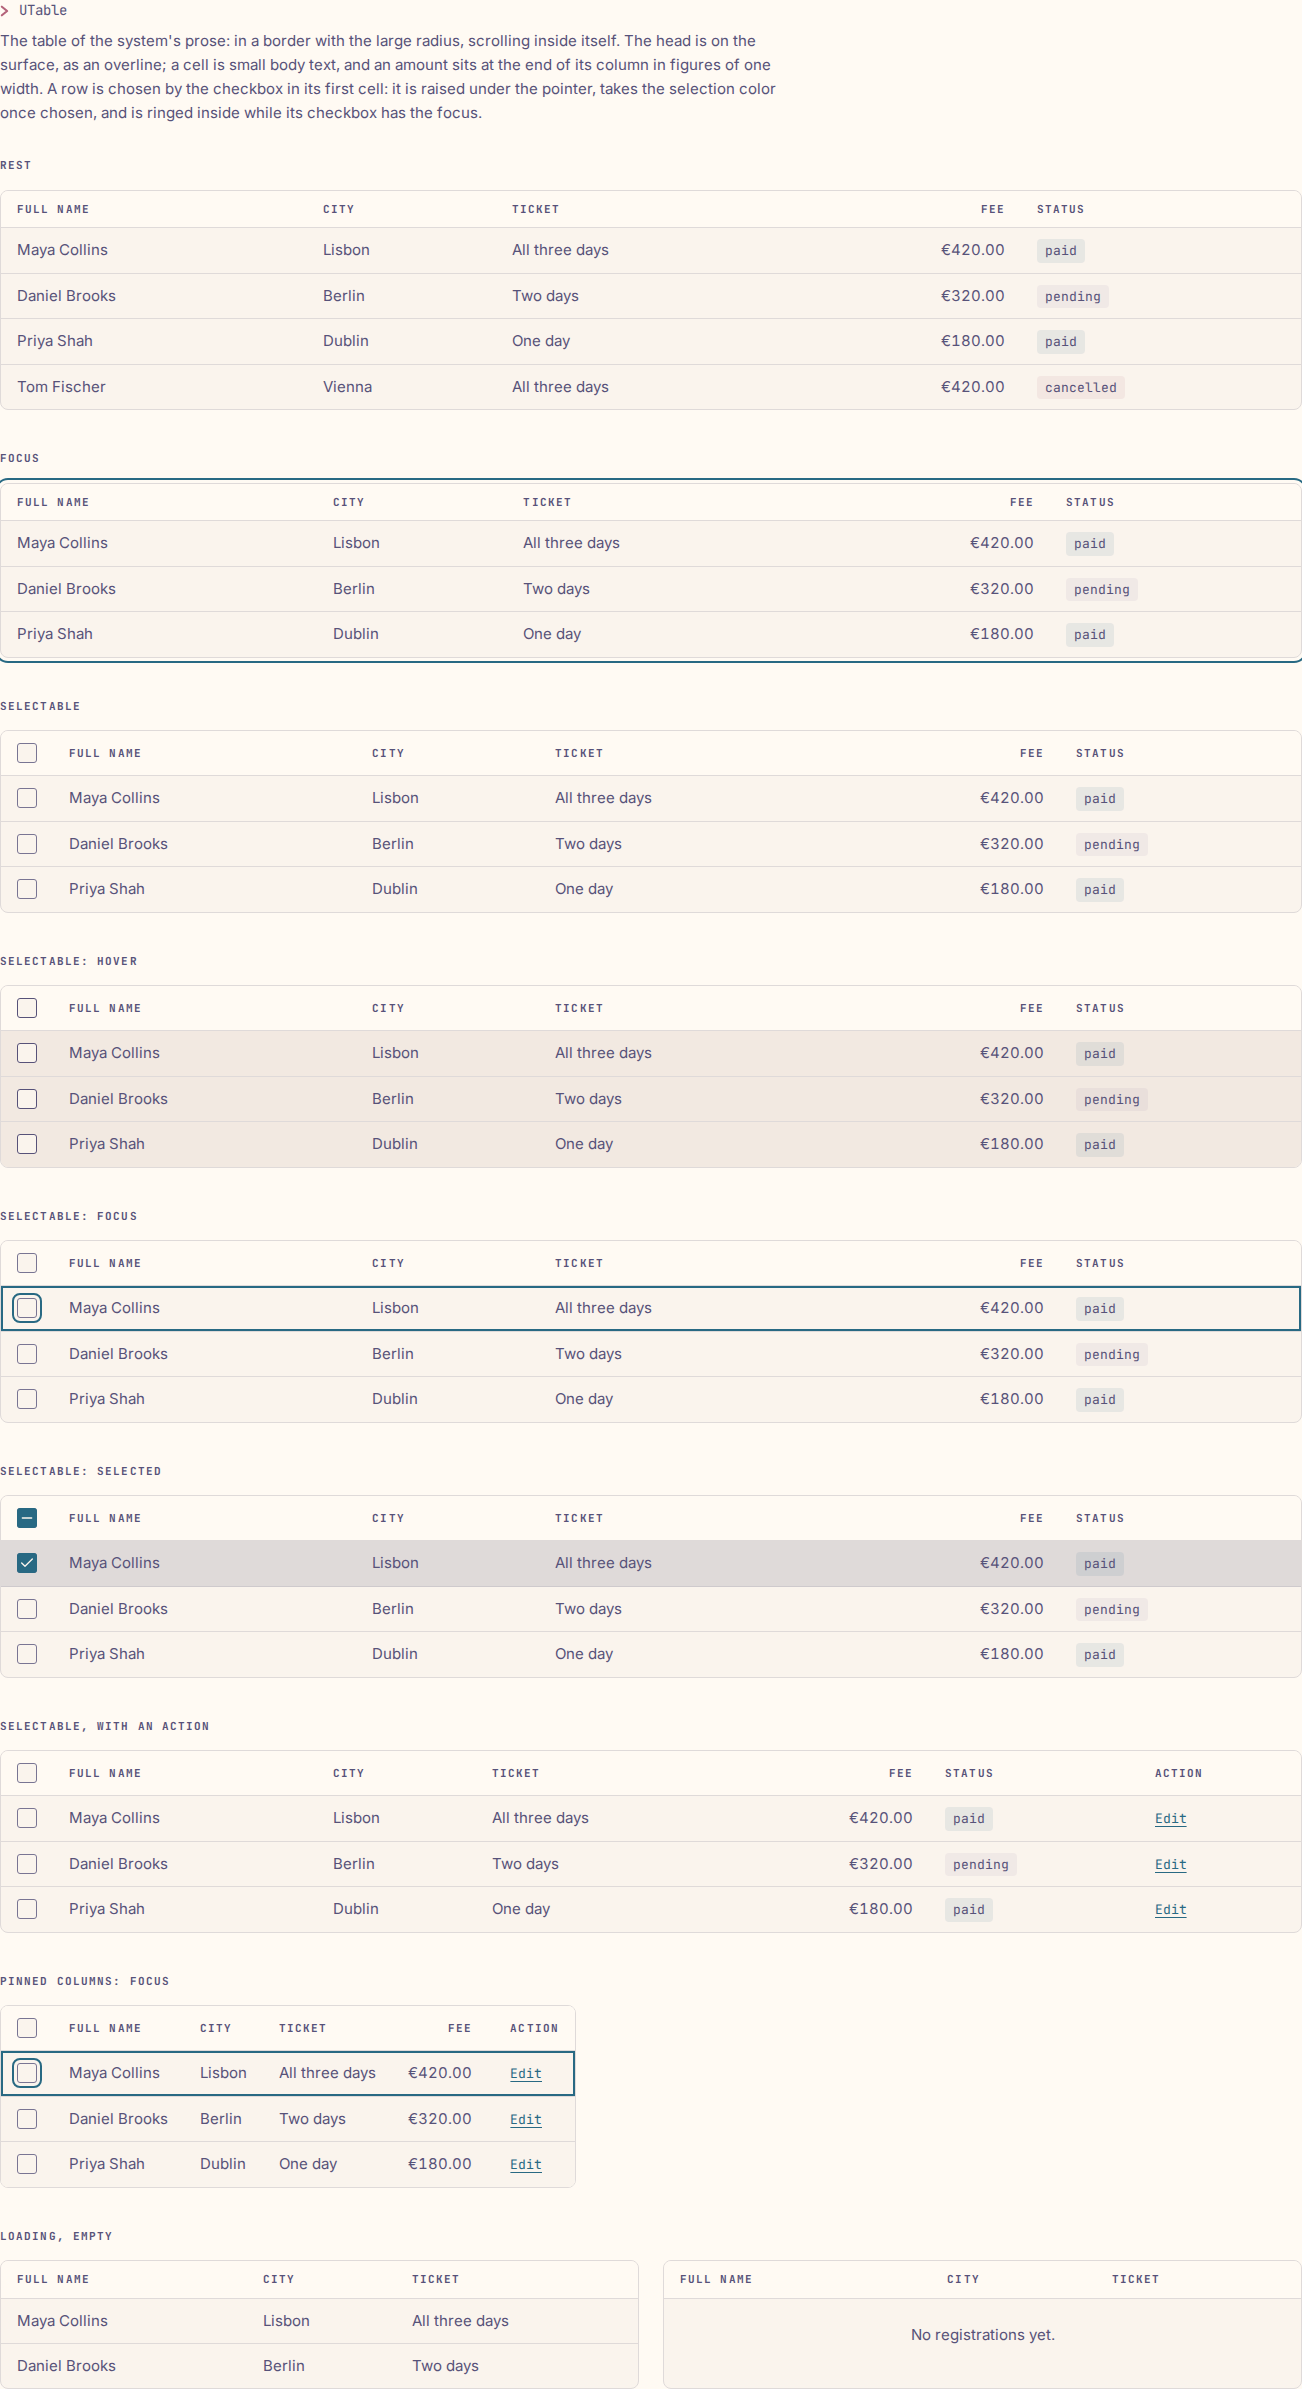 UTable
The table of the system's prose: in a border with the large radius, scrolling inside itself. The head is on the
surface, as an overline; a cell is small body text, and an amount sits at the end of its column in figures of one
width. A row is chosen by the checkbox in its first cell: it is raised under the pointer, takes the selection color
once chosen, and is ringed inside while its checkbox has the focus.
REST
FULL NAME CITY TICKET FEE STATUS
Maya Collins Lisbon All three days €420.00 paid
Daniel Brooks Berlin Two days €320.00 pending
Priya Shah Dublin One day €180.00 paid
Tom Fischer Vienna All three days €420.00 cancelled
FOCUS
FULL NAME CITY TICKET FEE STATUS
Maya Collins Lisbon All three days €420.00 paid
Daniel Brooks Berlin Two days €320.00 pending
Priya Shah Dublin One day €180.00 paid
SELECTABLE
FULL NAME CITY TICKET FEE STATUS
Maya Collins Lisbon All three days €420.00 paid
Daniel Brooks Berlin Two days €320.00 pending
Priya Shah Dublin One day €180.00 paid
SELECTABLE: HOVER
FULL NAME CITY TICKET FEE STATUS
Maya Collins Lisbon All three days €420.00 paid
Daniel Brooks Berlin Two days €320.00 pending
Priya Shah Dublin One day €180.00 paid
SELECTABLE: FOCUS
FULL NAME CITY TICKET FEE STATUS
Maya Collins Lisbon All three days €420.00 paid
Daniel Brooks Berlin Two days €320.00 pending
Priya Shah Dublin One day €180.00 paid
SELECTABLE: SELECTED
FULL NAME CITY TICKET FEE STATUS
Maya Collins Lisbon All three days €420.00 paid
Daniel Brooks Berlin Two days €320.00 pending
Priya Shah Dublin One day €180.00 paid
SELECTABLE, WITH AN ACTION
FULL NAME CITY TICKET FEE STATUS ACTION
Maya Collins Lisbon All three days €420.00 paid Edit
Daniel Brooks Berlin Two days €320.00 pending Edit
Priya Shah Dublin One day €180.00 paid Edit
PINNED COLUMNS: FOCUS
FULL NAME CITY TICKET FEE ACTION
Maya Collins Lisbon All three days €420.00 Edit
Daniel Brooks Berlin Two days €320.00 Edit
Priya Shah Dublin One day €180.00 Edit
LOADING, EMPTY
FULL NAME CITY TICKET
Maya Collins Lisbon All three days
Daniel Brooks Berlin Two days
FULL NAME CITY TICKET
No registrations yet.